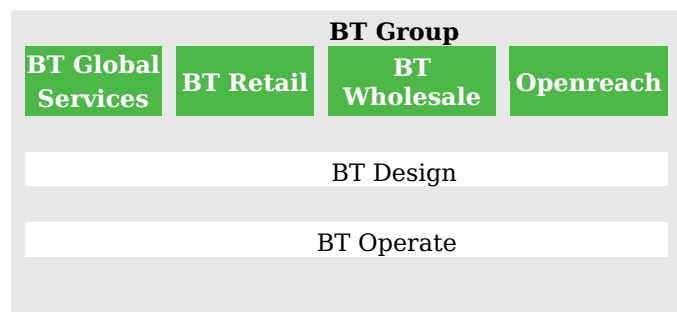 BT Group
BT Global
Services
BT Retail
BT
Wholesale
Openreach
BT Design
BT Operate